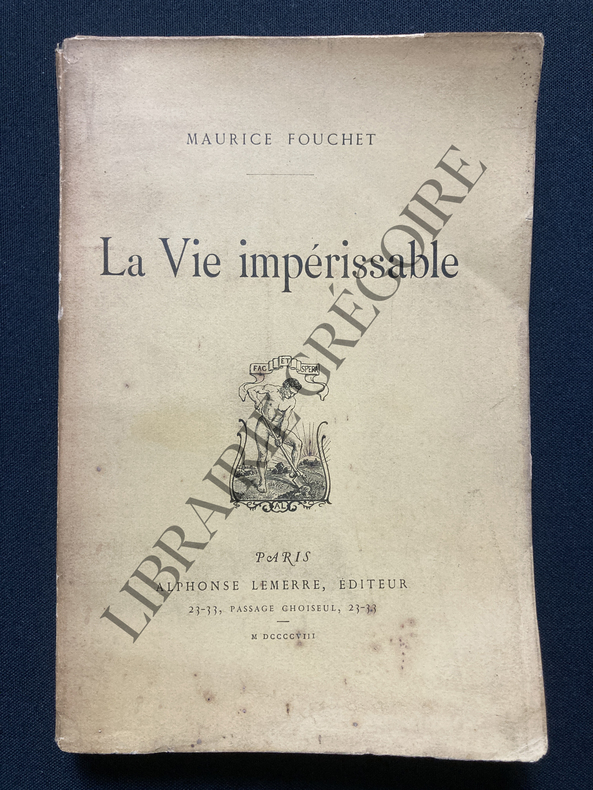 MAURICE FOUCHET
La Vie impérissable
FAC ET SPERA
AL
PARIS
ALPHONSE LEMERRE, ÉDITEUR
23-33, PASSAGE CHOISEUL, 23-33
M DCCCCVIII
LIBRAIRIE GRÉGOIRE